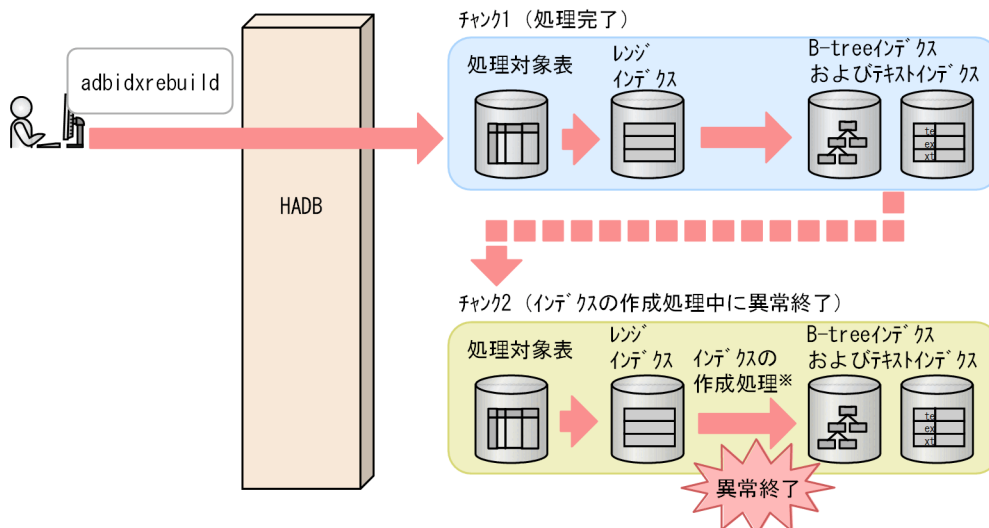 adbidxrebuild
HADB
ﾁｬﾝｸ1（処理完了）
処理対象表
ﾚﾝｼﾞ
ｲﾝﾃﾞｸｽ
B-treeｲﾝﾃﾞｸｽ
およびﾃｷｽﾄｲﾝﾃﾞｸｽ
te
ex
xt
ﾁｬﾝｸ2（ｲﾝﾃﾞｸｽの作成処理中に異常終了）
処理対象表
ﾚﾝｼﾞ
ｲﾝﾃﾞｸｽ
ｲﾝﾃﾞｸｽの
作成処理※
B-treeｲﾝﾃﾞｸｽ
およびﾃｷｽﾄｲﾝﾃﾞｸｽ
te
ex
xt
異常終了